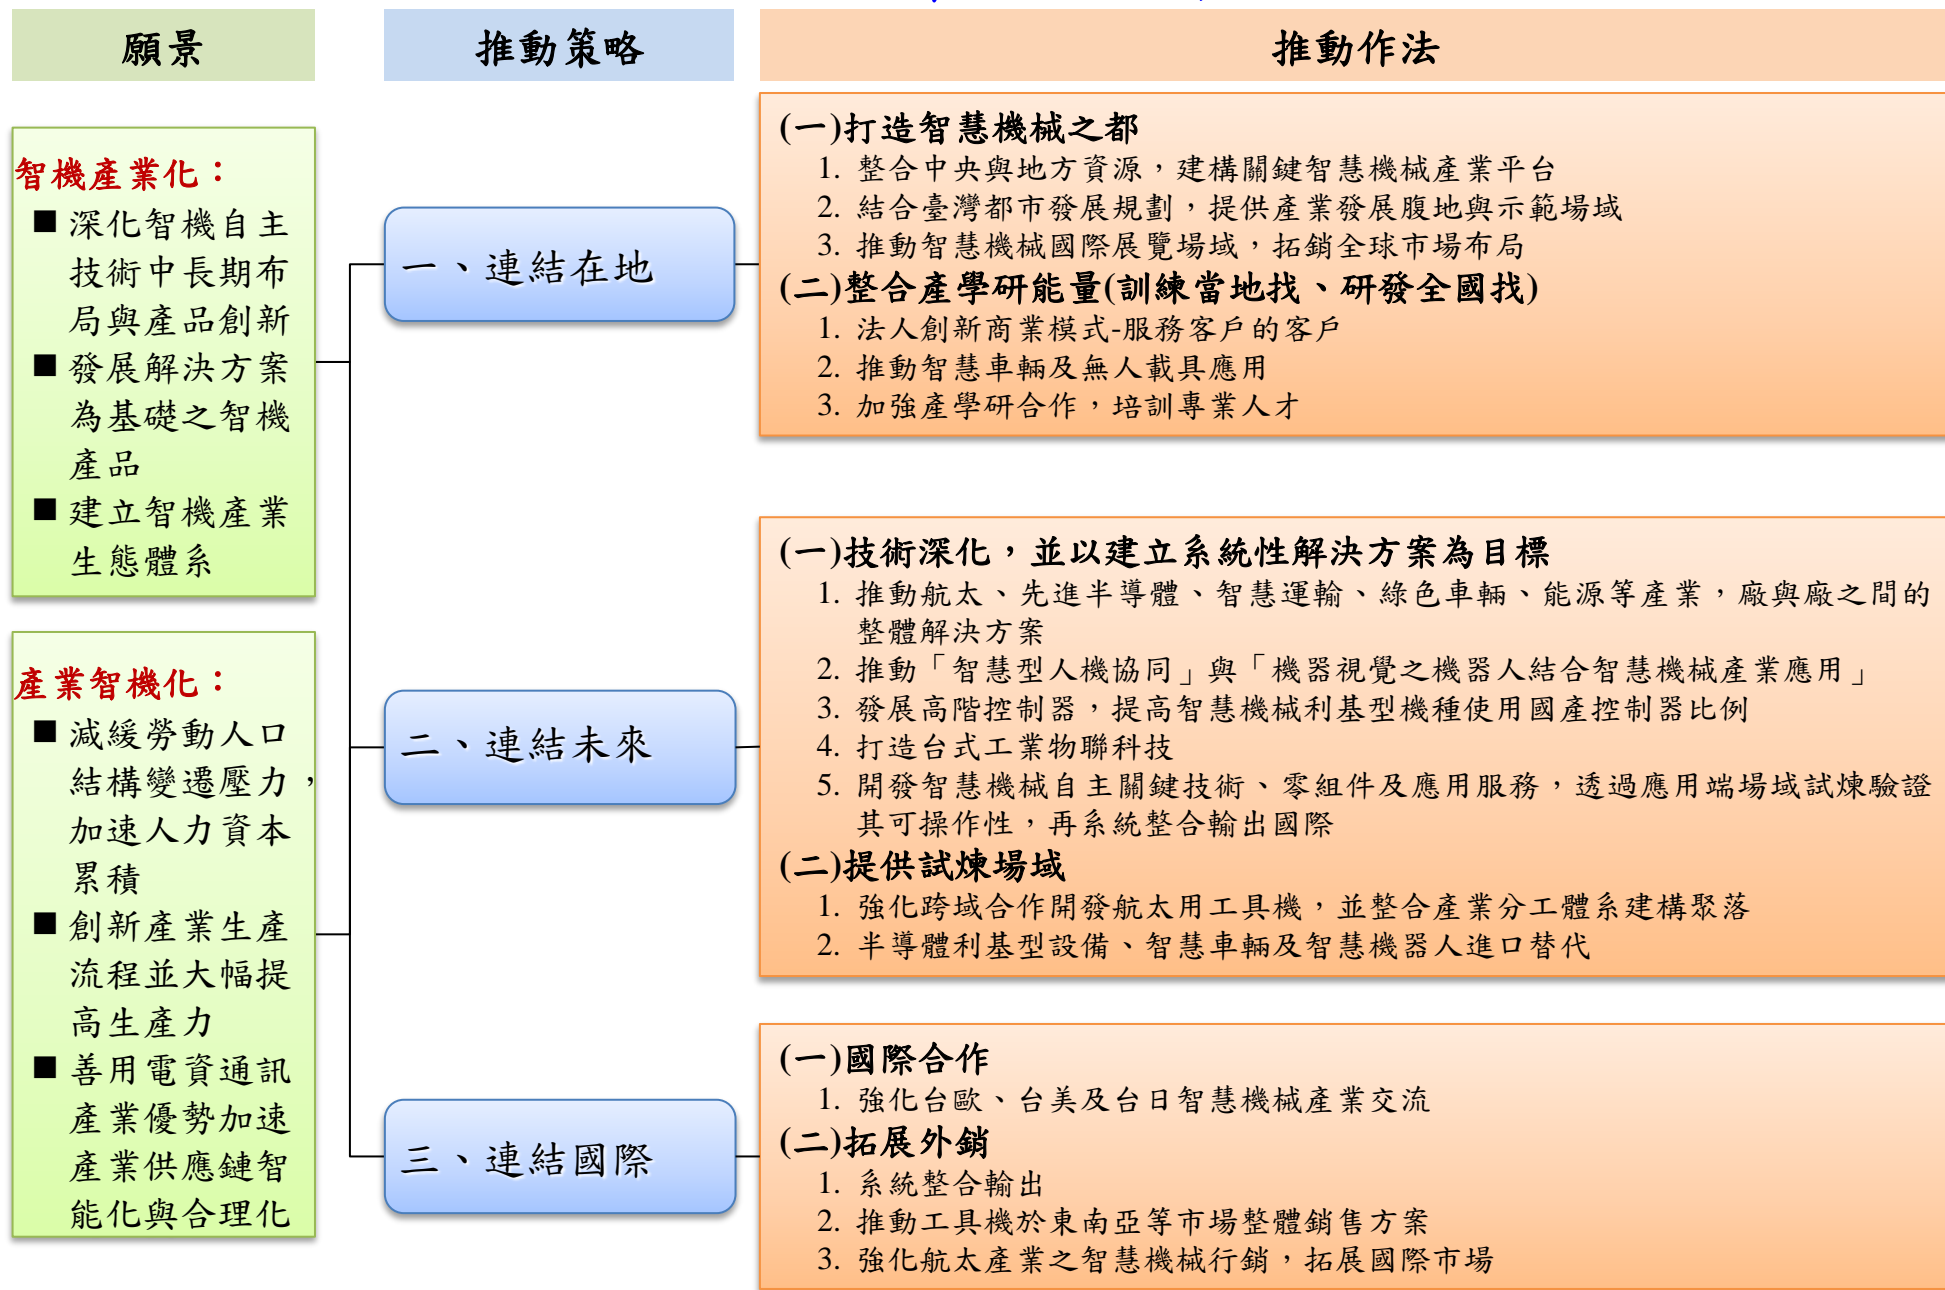 願景
推動策略
推動作法
智機產業化：
■ 深化智機自主
技術中長期布
局與產品創新
■ 發展解決方案
為基礎之智機
產品
■ 建立智機產業
生態體系
產業智機化：
■ 減緩勞動人口
結構變遷壓力，
加速人力資本
累積
■ 創新產業生產
流程並大幅提
高生產力
■ 善用電資通訊
產業優勢加速
產業供應鏈智
能化與合理化
一、連結在地
(一)打造智慧機械之都
1. 整合中央與地方資源，建構關鍵智慧機械產業平台
2. 結合臺灣都市發展規劃，提供產業發展腹地與示範場域
3. 推動智慧機械國際展覽場域，拓銷全球市場布局
(二)整合產學研能量(訓練當地找、研發全國找)
1. 法人創新商業模式-服務客戶的客戶
2. 推動智慧車輛及無人載具應用
3. 加強產學研合作，培訓專業人才
二、連結未來
(一)技術深化，並以建立系統性解決方案為目標
1. 推動航太、先進半導體、智慧運輸、綠色車輛、能源等產業，廠與廠之間的
整體解決方案
2. 推動「智慧型人機協同」與「機器視覺之機器人結合智慧機械產業應用」
3. 發展高階控制器，提高智慧機械利基型機種使用國產控制器比例
4. 打造台式工業物聯科技
5. 開發智慧機械自主關鍵技術、零組件及應用服務，透過應用端場域試煉驗證
其可操作性，再系統整合輸出國際
(二)提供試煉場域
1. 強化跨域合作開發航太用工具機，並整合產業分工體系建構聚落
2. 半導體利基型設備、智慧車輛及智慧機器人進口替代
三、連結國際
(一)國際合作
1. 強化台歐、台美及台日智慧機械產業交流
(二)拓展外銷
1. 系統整合輸出
2. 推動工具機於東南亞等市場整體銷售方案
3. 強化航太產業之智慧機械行銷，拓展國際市場